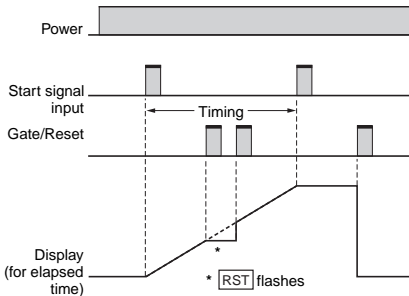 Power
Start signal
input
Timing
Gate/Reset
*
Display
(for elapsed
time)
* RST flashes